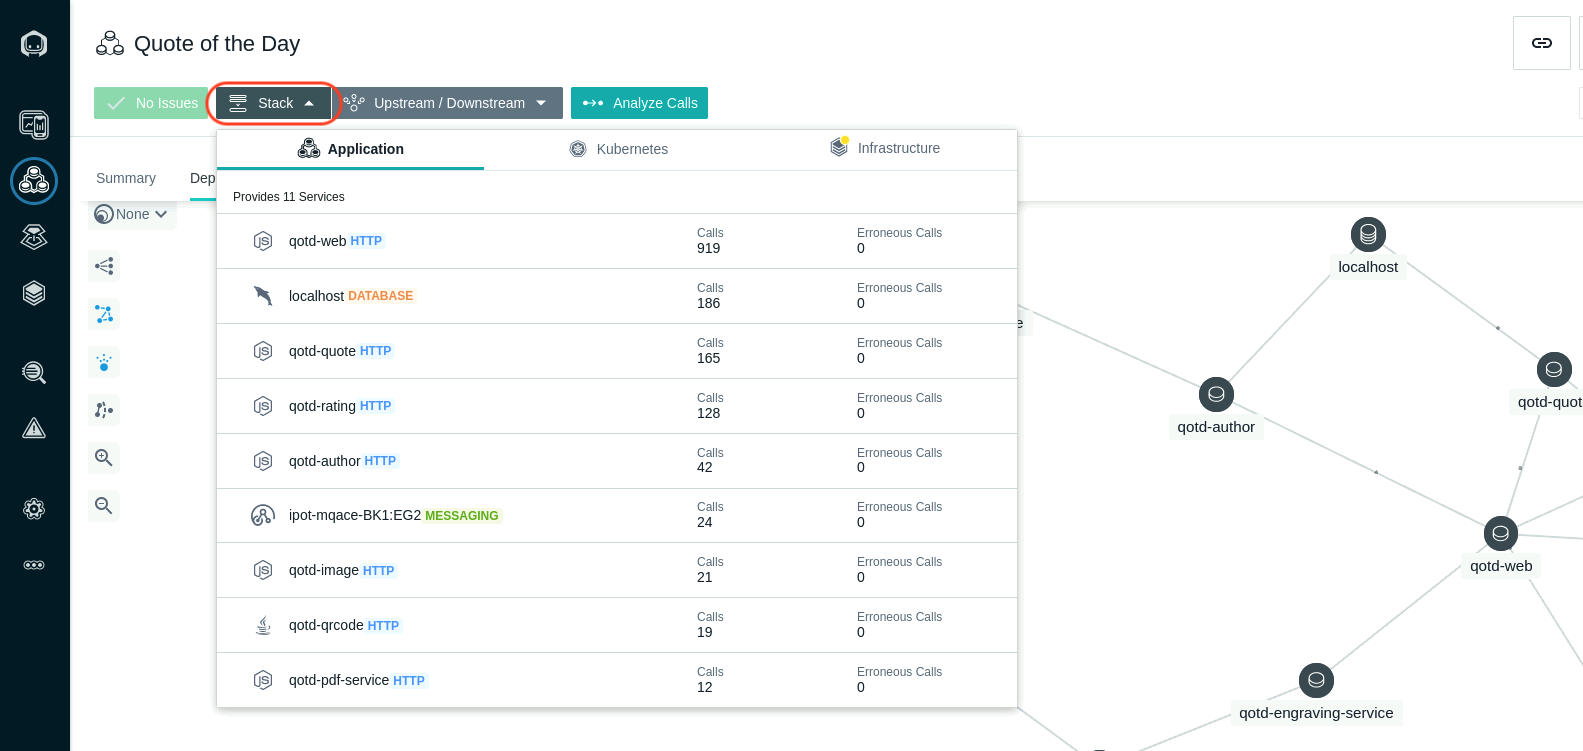 Quote of the Day
No Issues
Stack
Upstream / Downstream
Analyze Calls
Application
Kubernetes
Infrastructure
Summary
Dep
None
Provides 11 Services
qotd-web HTTP
Calls
919
Erroneous Calls
0
localhost DATABASE
Calls
186
Erroneous Calls
0
qotd-quote HTTP
Calls
165
Erroneous Calls
0
qotd-rating HTTP
Calls
128
Erroneous Calls
0
qotd-author HTTP
Calls
42
Erroneous Calls
0
ipot-mqace-BK1:EG2 MESSAGING
Calls
24
Erroneous Calls
0
qotd-image HTTP
Calls
21
Erroneous Calls
0
qotd-qrcode HTTP
Calls
19
Erroneous Calls
0
qotd-pdf-service HTTP
Calls
12
Erroneous Calls
0
localhost
e
qotd-quot
qotd-author
qotd-web
qotd-engraving-service